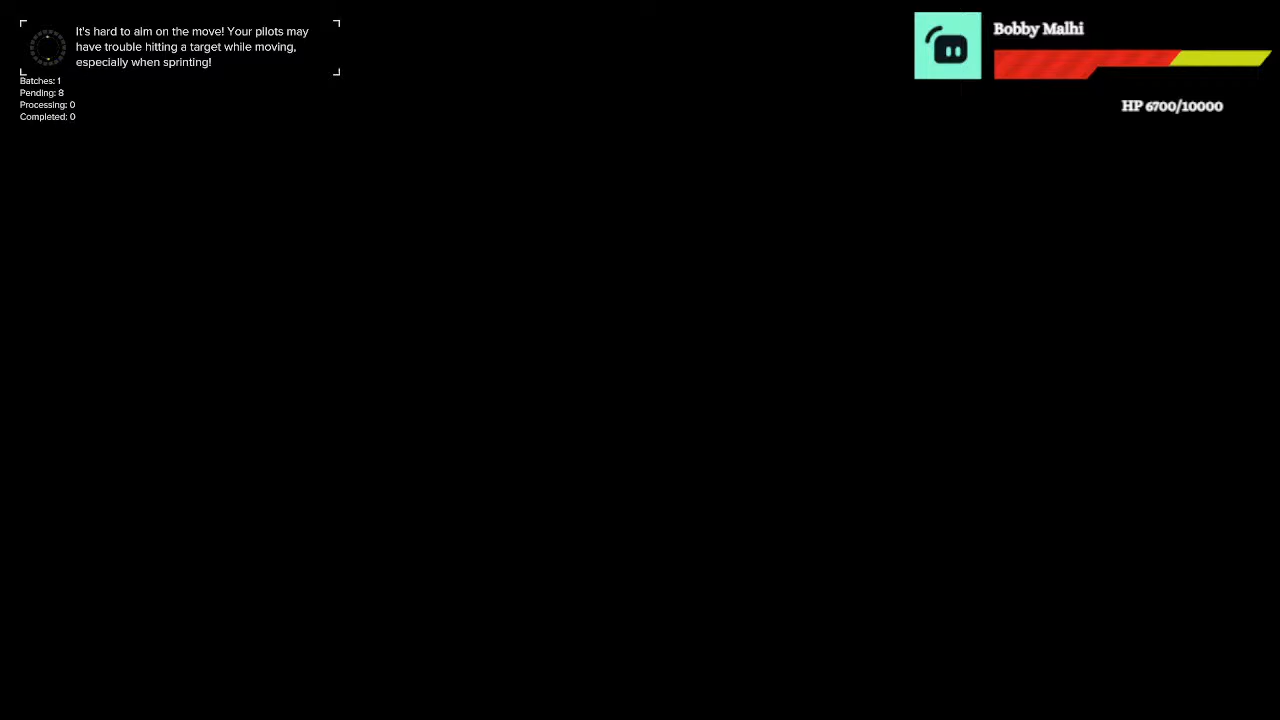 It's hard to aim on the move! Your pilots may
have trouble hitting a target while moving,
especially when sprinting!
Batches: 1
Pending: 8
Processing: 0
Completed: 0
Bobby Malhi
HP 6700/10000